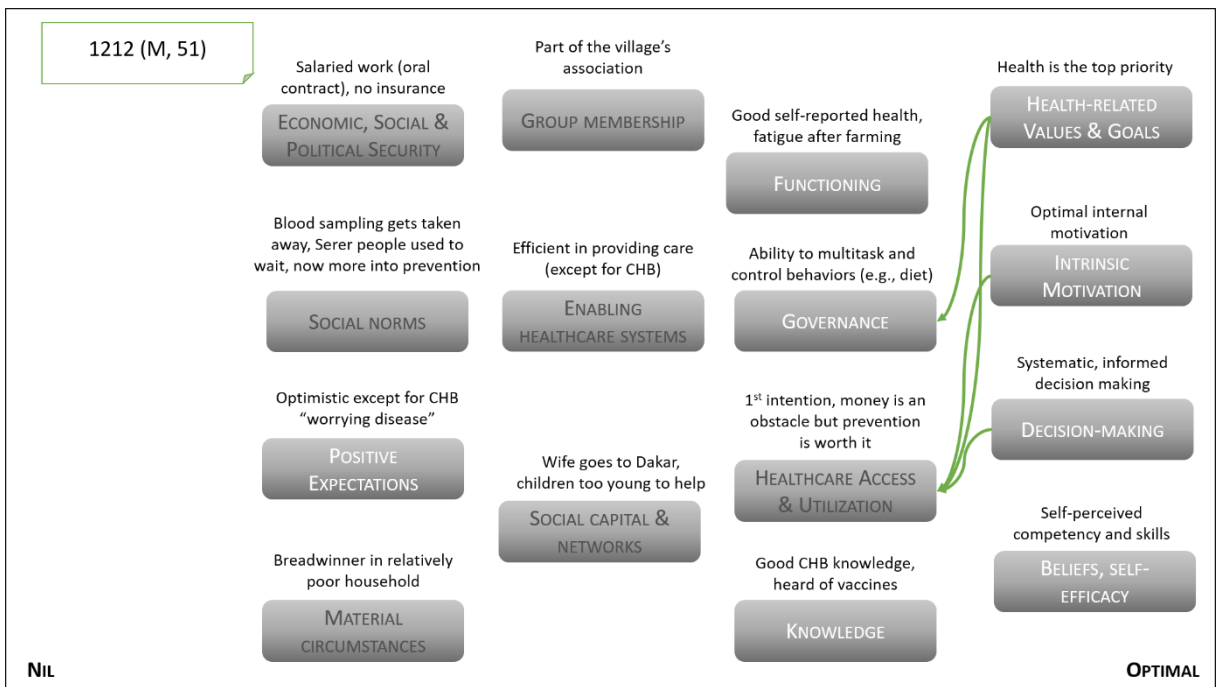 1212 (M, 51)
Salaried work (oral
contract), no insurance
ECONOMIC, SOCIAL &
POLITICAL SECURITY
Blood sampling gets taken
away, Serer people used to
wait, now more into prevention
SOCIAL NORMS
Optimistic except for CHB
“worrying disease”
POSITIVE
EXPECTATIONS
Breadwinner in relatively
poor household
MATERIAL
CIRCUMSTANCES
Part of the village’s
association
GROUP MEMBERSHIP
Efficient in providing care
(except for CHB)
ENABLING
HEALTHCARE SYSTEMS
Wife goes to Dakar,
children too young to help
SOCIAL CAPITAL &
NETWORKS
Good self-reported health,
fatigue after farming
FUNCTIONING
Ability to multitask and
control behaviors (e.g., diet)
GOVERNANCE
1st intention, money is an
obstacle but prevention
is worth it
HEALTHCARE ACCESS
& UTILIZATION
Good CHB knowledge,
heard of vaccines
KNOWLEDGE
Health is the top priority
HEALTH-RELATED
VALUES & GOALS
Optimal internal
motivation
INTRINSIC
MOTIVATION
Systematic, informed
decision making
DECISION-MAKING
Self-perceived
competency and skills
BELIEFS, SELF-
EFFICACY
NIL
OPTIMAL